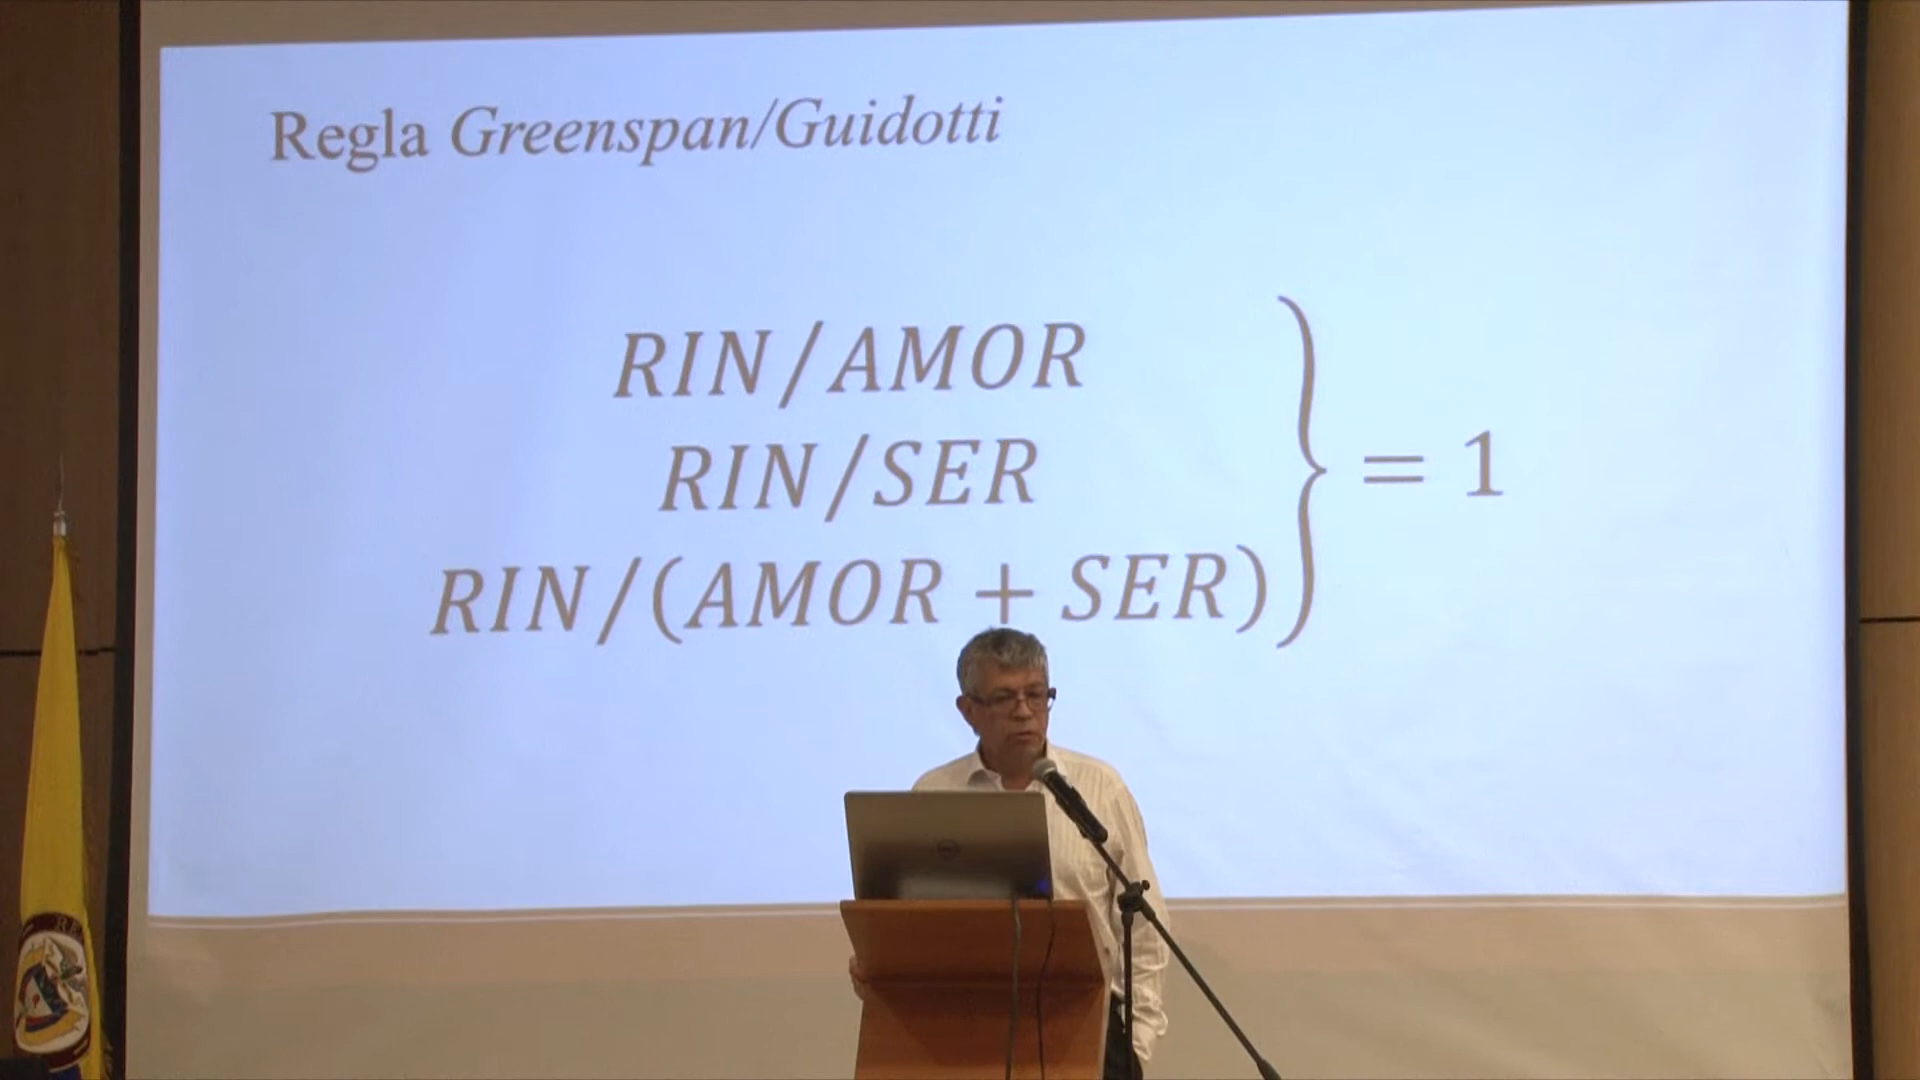 Regla Greenspan/Guidotti
RIN/AMOR
RIN/SER
RIN/(AMOR + SER)
= 1